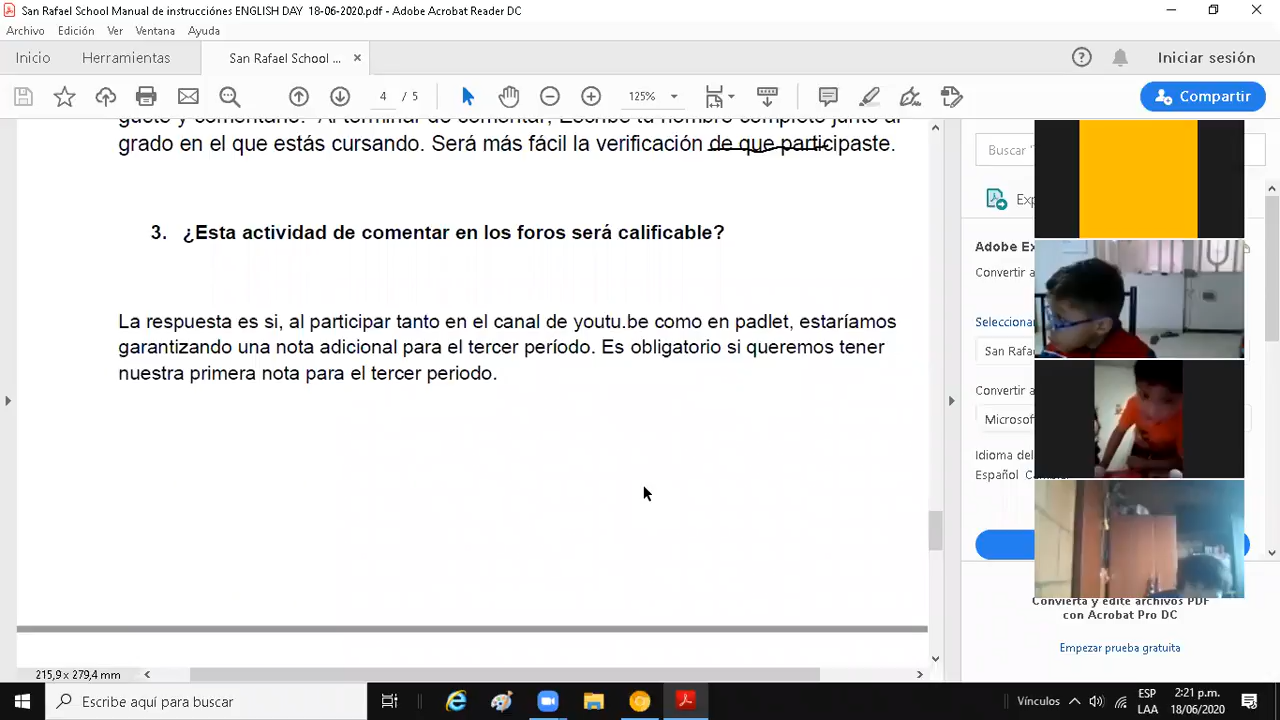 San Rafael School Manual de instrucciónes ENGLISH DAY 18-06-2020.pdf - Adobe Acrobat Reader DC
Archivo Edición Ver Ventana Ayuda
Inicio Herramientas San Rafael School ... × Iniciar sesión
4 / 5 125% Compartir
grado en el que estás cursando. Será más fácil la verificación de que participaste.
3. ¿Esta actividad de comentar en los foros será calificable?
La respuesta es si, al participar tanto en el canal de youtu.be como en padlet, estaríamos
garantizando una nota adicional para el tercer período. Es obligatorio si queremos tener
nuestra primera nota para el tercer periodo.
Buscar
Adobe
Convertir
San
Convertir
Idioma del
Español
Convierta y edite archivos PDF
con Acrobat Pro DC
Empezar prueba gratuita
215,9 x 279,4 mm
Escribe aquí para buscar
Vínculos ESP 2:21 p.m.
LAA 18/06/2020